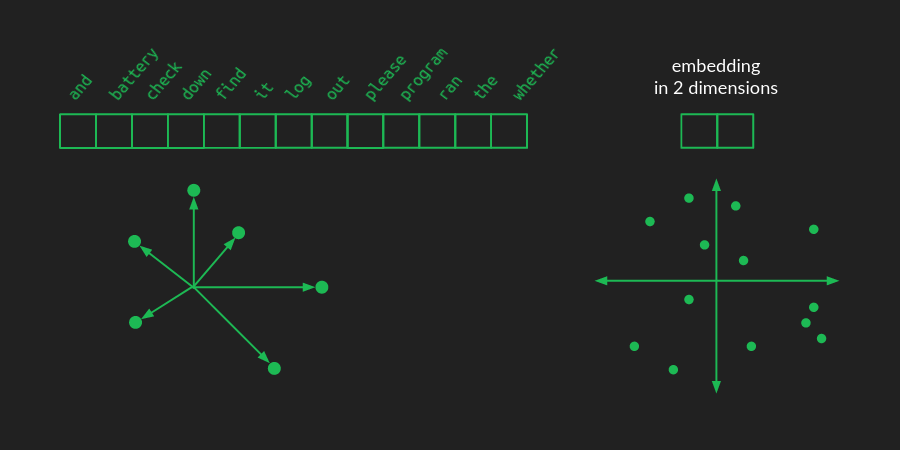 and
battery
check
down
find
it
log
out
please
program
ran
the
whether
embedding
in 2 dimensions